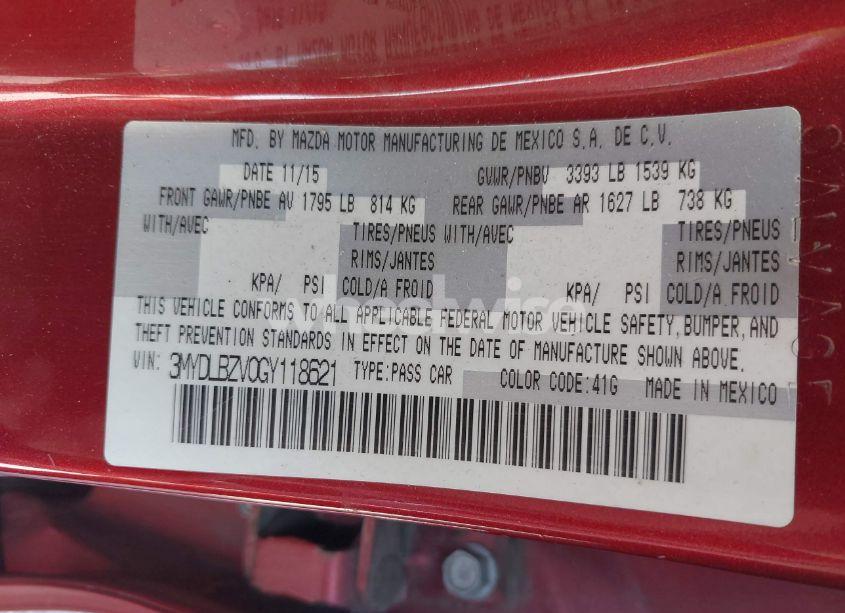 MFD. BY MAZDA MOTOR MANUFACTURING DE MEXICO S.A. DE C.V.
DATE 11/15 GVWR/PNBV 3393 LB 1539 KG
FRONT GAWR/PNBE AV 1795 LB 814 KG REAR GAWR/PNBE AR 1627 LB 738 KG
WITH/AVEC TIRES/PNEUS WITH/AVEC TIRES/PNEUS
RIMS/JANTES RIMS/JANTES
KPA/ PSI COLD/A FROID KPA/ PSI COLD/A FROID
THIS VEHICLE CONFORMS TO ALL APPLICABLE FEDERAL MOTOR VEHICLE SAFETY, BUMPER, AND
THEFT PREVENTION STANDARDS IN EFFECT ON THE DATE OF MANUFACTURE SHOWN ABOVE.
VIN: 3MYDLBZV0GY118621 TYPE:PASS CAR COLOR CODE:41G MADE IN MEXICO
SALVAGE